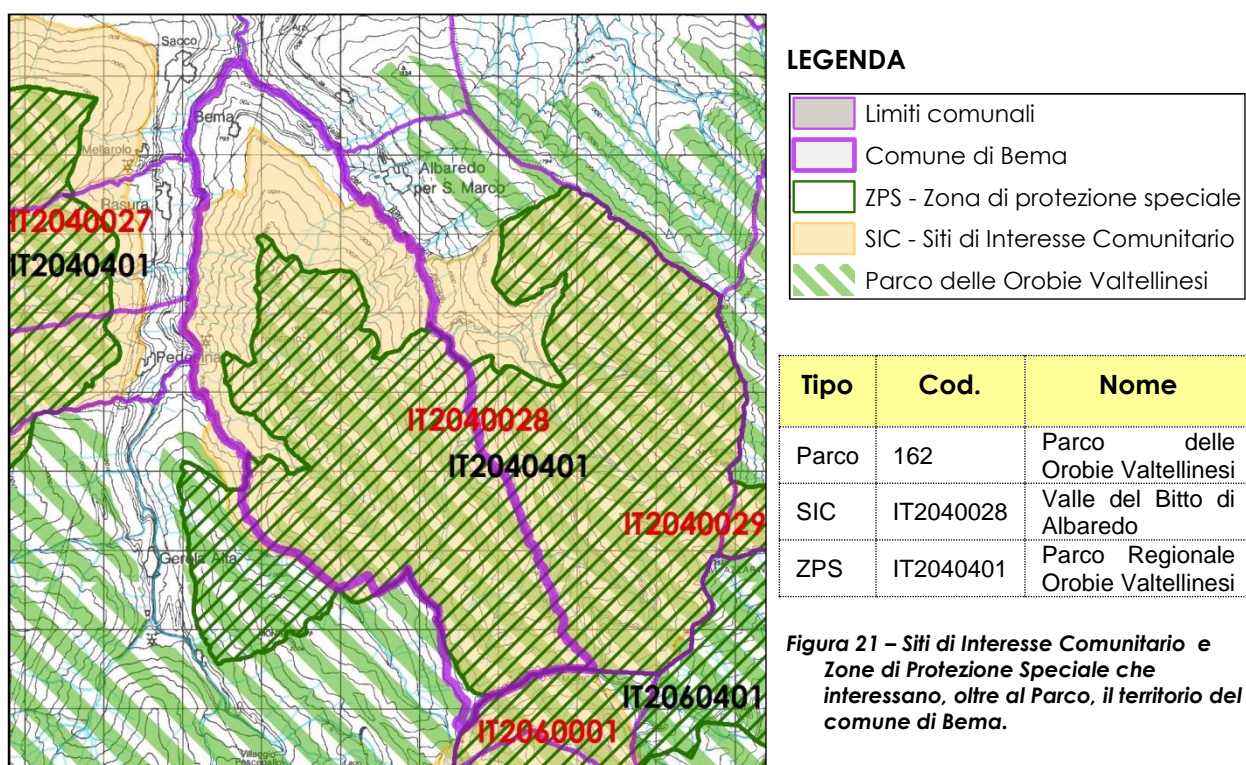 Sacco
Bema
Mellarolo
Albaredo
per S. Marco
Rasura
IT2040027
IT2040401
Pedesina
IT2040028
IT2040401
IT2040029
Gerola Alta
IT2060401
IT2060001
Villaggio
Pescegallo
LEGENDA
Limiti comunali
Comune di Bema
ZPS - Zona di protezione speciale
SIC - Siti di Interesse Comunitario
Parco delle Orobie Valtellinesi
Tipo Cod. Nome
Parco 162 Parco delle
Orobie Valtellinesi
SIC IT2040028 Valle del Bitto di
Albaredo
ZPS IT2040401 Parco Regionale
Orobie Valtellinesi
Figura 21 – Siti di Interesse Comunitario e
Zone di Protezione Speciale che
interessano, oltre al Parco, il territorio del
comune di Bema.